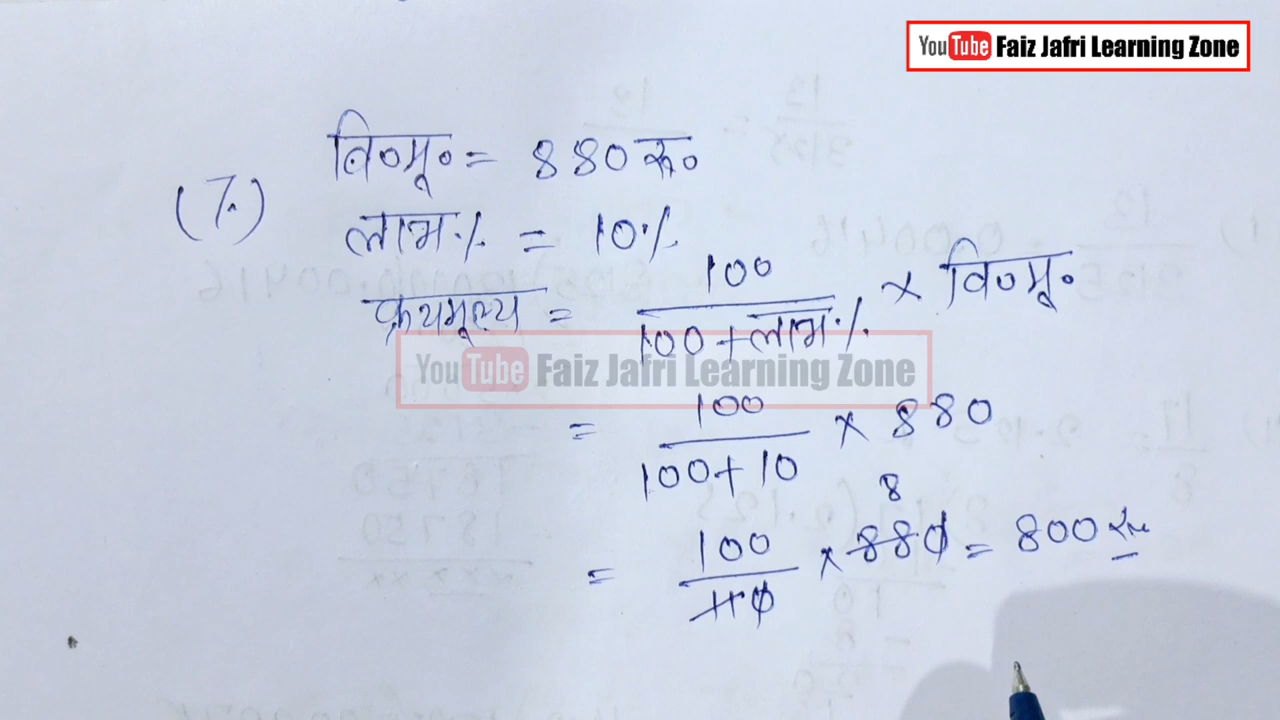 YouTube Faiz Jafri Learning Zone
(7.) वि०मू० = 880 रू०
लाभ% = 10%
क्रयमूल्य = 100 / 100 + लाभ% × वि०मू०
YouTube Faiz Jafri Learning Zone
= 100 / 100 + 10 × 880
8
= 100 / 110 × 880 = 800 रू